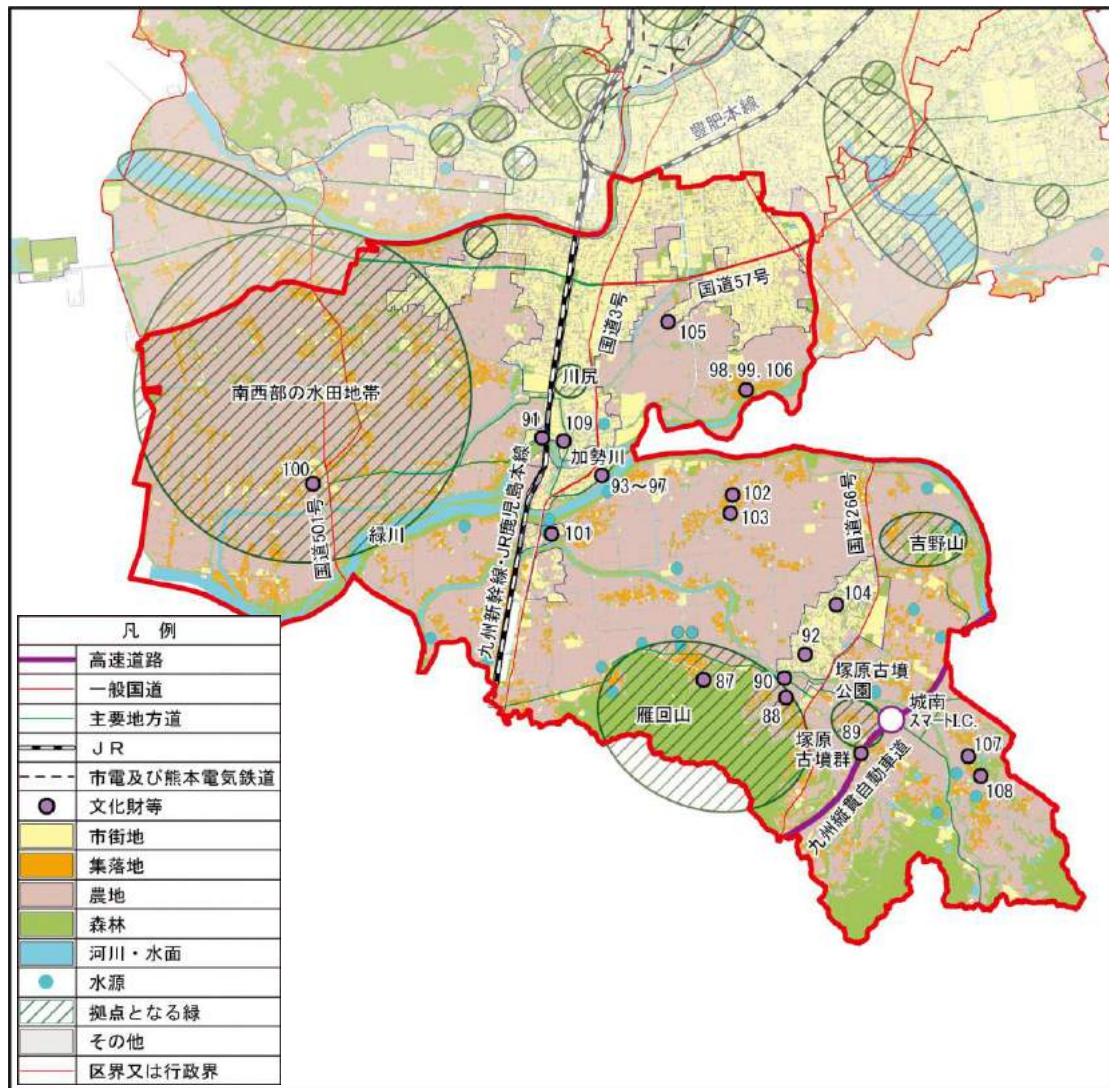 豊肥本線
国道57号
国道3号
105
98, 99, 106
川尻
南西部の水田地帯
91
109
加勢川
93～97
100
102
103
国道266号
国道501号
緑川
101
吉野山
九州新幹線・JR鹿児島本線
104
92
塚原古墳
公園
87
90
88
雁回山
城南
スマートI.C.
塚原
古墳群
89
107
108
九州縦貫自動車道
凡 例
高速道路
一般国道
主要地方道
ＪＲ
市電及び熊本電気鉄道
文化財等
市街地
集落地
農地
森林
河川・水面
水源
拠点となる緑
その他
区界又は行政界